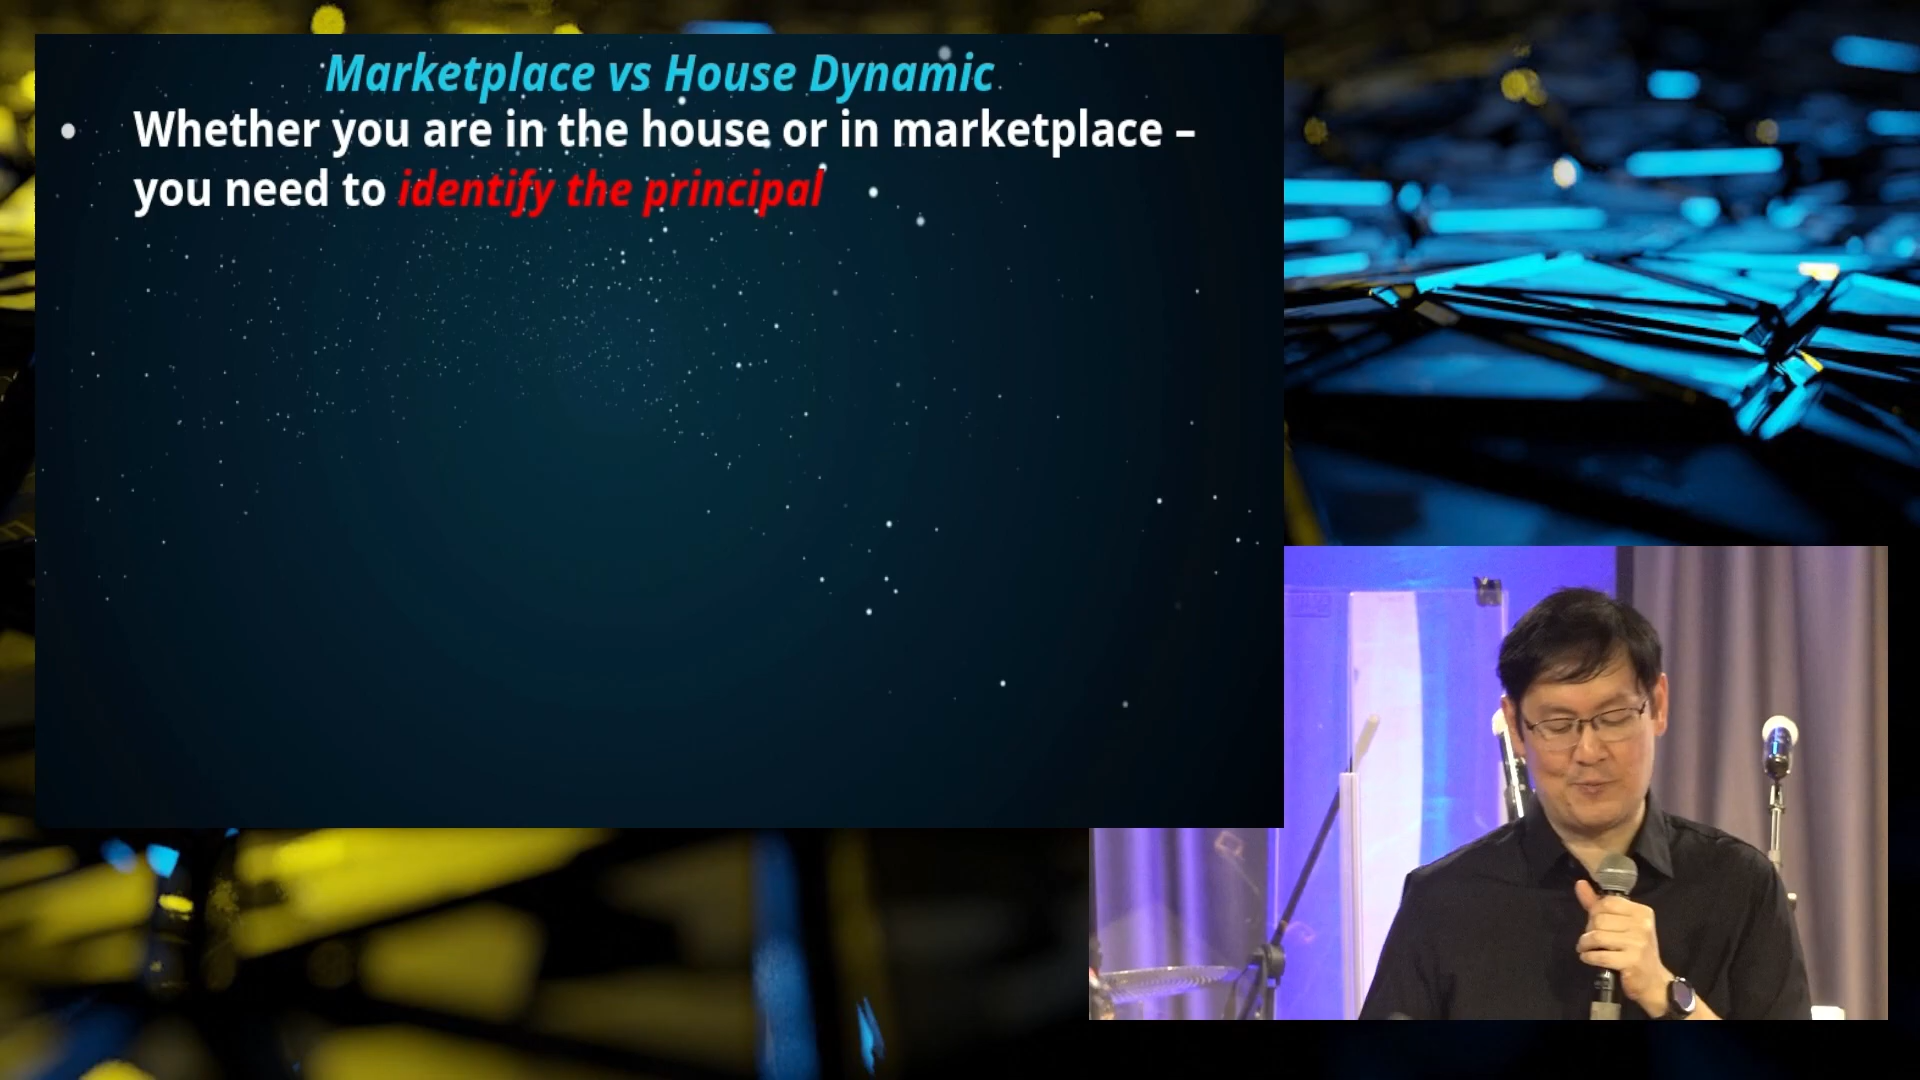 Marketplace vs House Dynamic
• Whether you are in the house or in marketplace –
you need to identify the principal